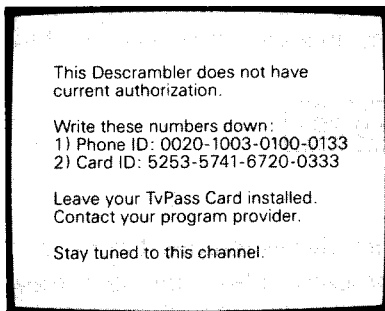 This Descrambler does not have
current authorization.
Write these numbers down:
1) Phone ID: 0020-1003-0100-0133
2) Card ID: 5253-5741-6720-0333
Leave your TvPass Card installed.
Contact your program provider.
Stay tuned to this channel.